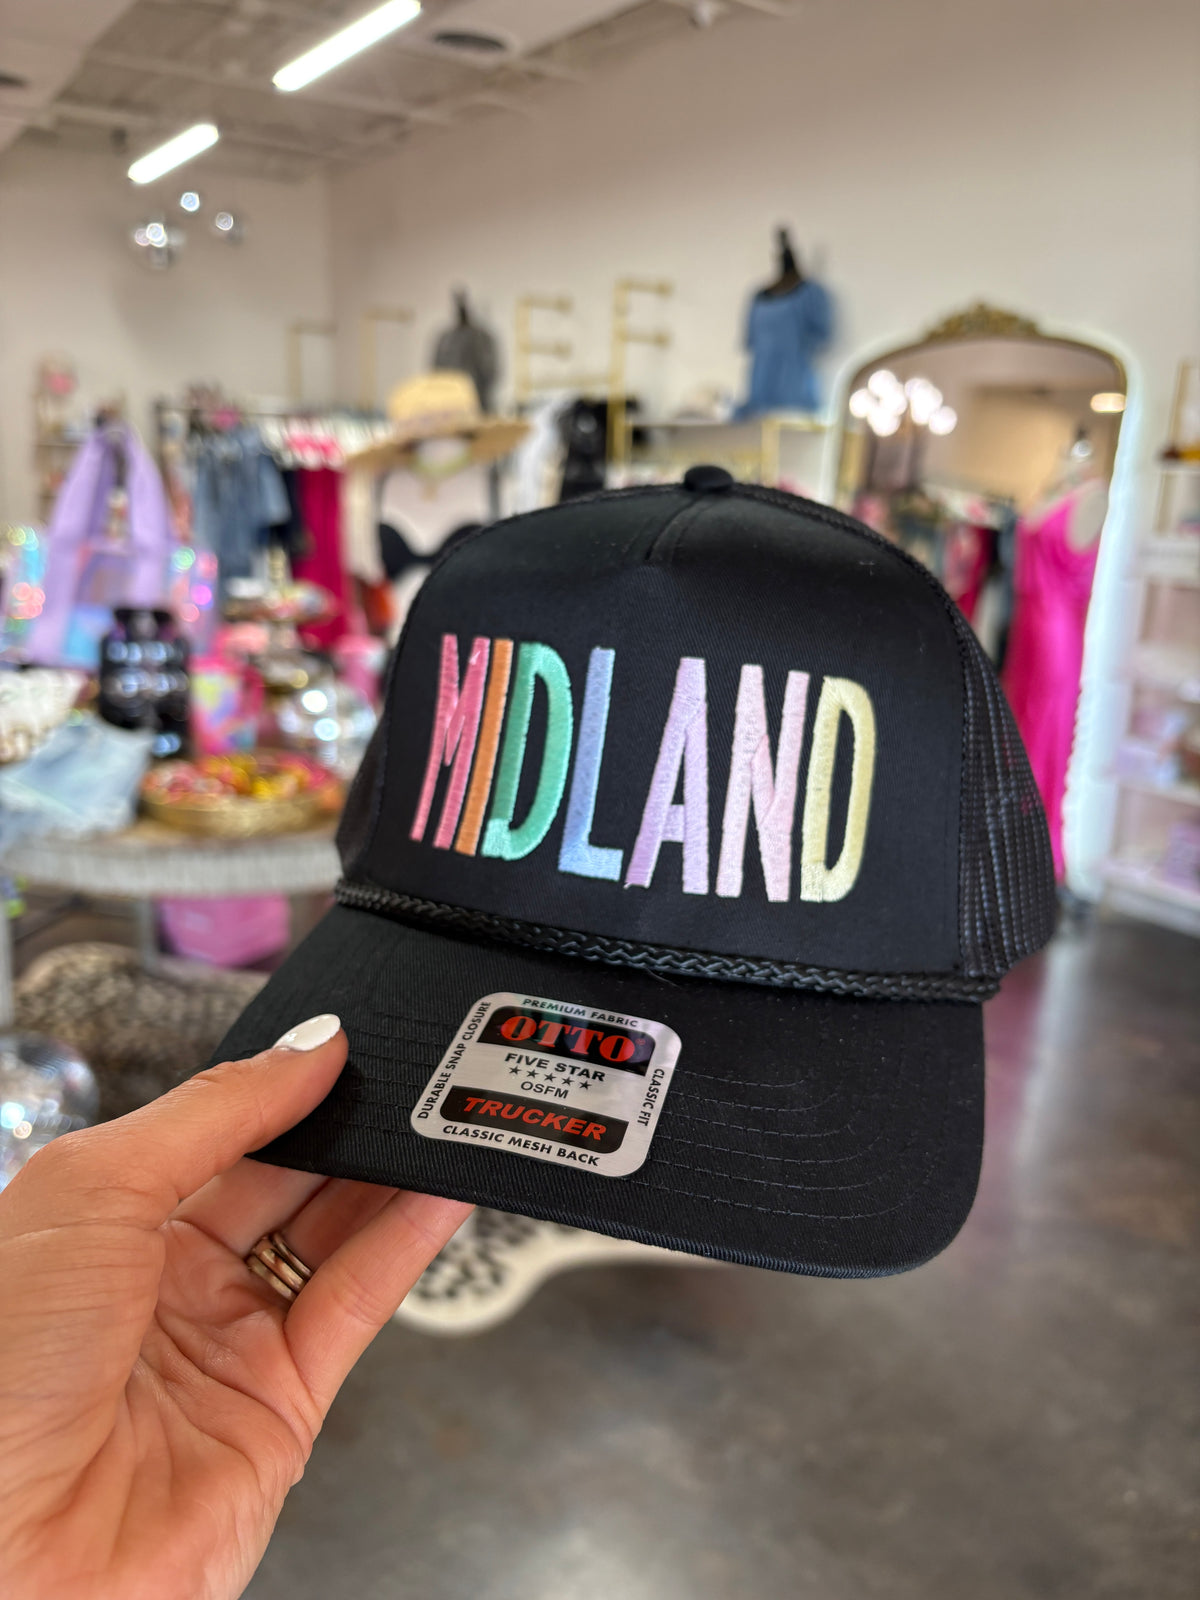 MIDLAND
PREMIUM FABRIC
DURABLE SNAP CLOSURE
OTTO
FIVE STAR
★★★★★
OSFM
TRUCKER
CLASSIC FIT
CLASSIC MESH BACK